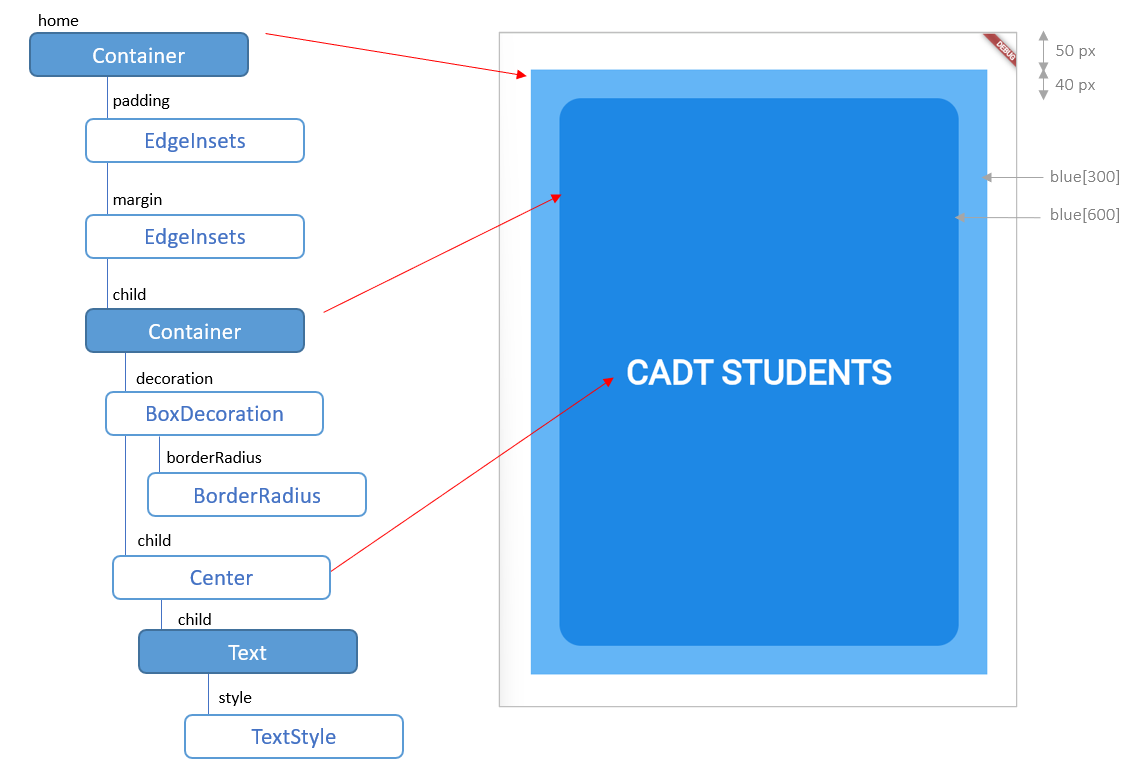 home
Container
padding
EdgeInsets
margin
EdgeInsets
child
Container
decoration
BoxDecoration
borderRadius
BorderRadius
child
Center
child
Text
style
TextStyle
DEBUG
CADT STUDENTS
50 px
40 px
blue[300]
blue[600]